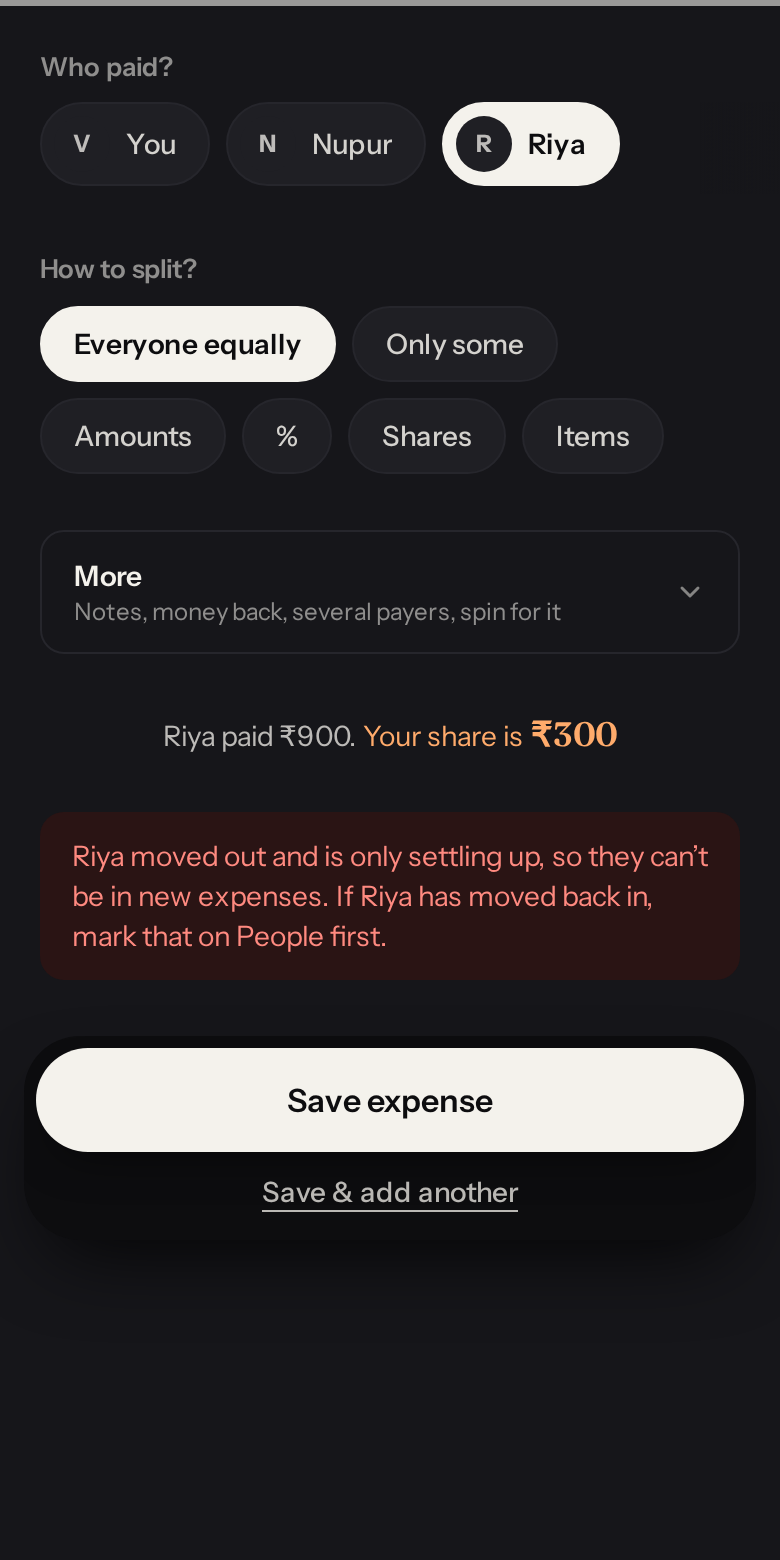 Who paid?
V You N Nupur R Riya
How to split?
Everyone equally Only some
Amounts % Shares Items
More
Notes, money back, several payers, spin for it
Riya paid ₹900. Your share is ₹300
Riya moved out and is only settling up, so they can’t
be in new expenses. If Riya has moved back in,
mark that on People first.
Save expense
Save & add another